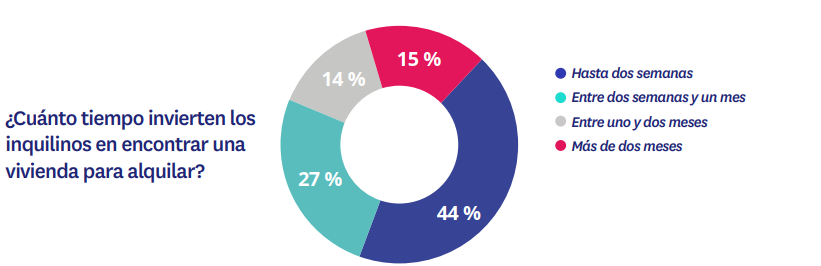 ¿Cuánto tiempo invierten los
inquilinos en encontrar una
vivienda para alquilar?
15 %
14 %
27 %
44 %
Hasta dos semanas
Entre dos semanas y un mes
Entre uno y dos meses
Más de dos meses